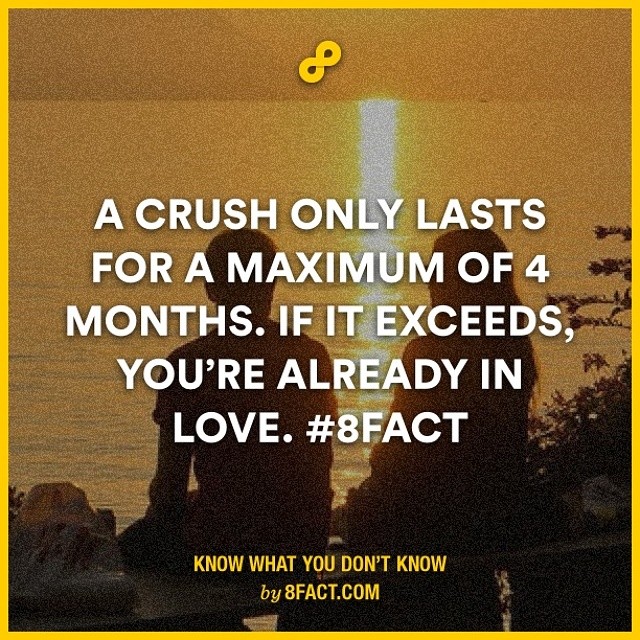 A CRUSH ONLY LASTS
FOR A MAXIMUM OF 4
MONTHS. IF IT EXCEEDS,
YOU’RE ALREADY IN
LOVE. #8FACT
KNOW WHAT YOU DON’T KNOW
by 8FACT.COM